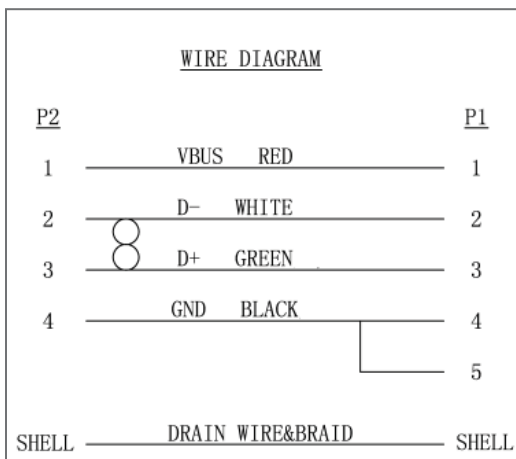 WIRE DIAGRAM
P2 P1
1 VBUS RED 1
2 D- WHITE 2
3 D+ GREEN 3
4 GND BLACK 4
5
SHELL DRAIN WIRE&BRAID SHELL